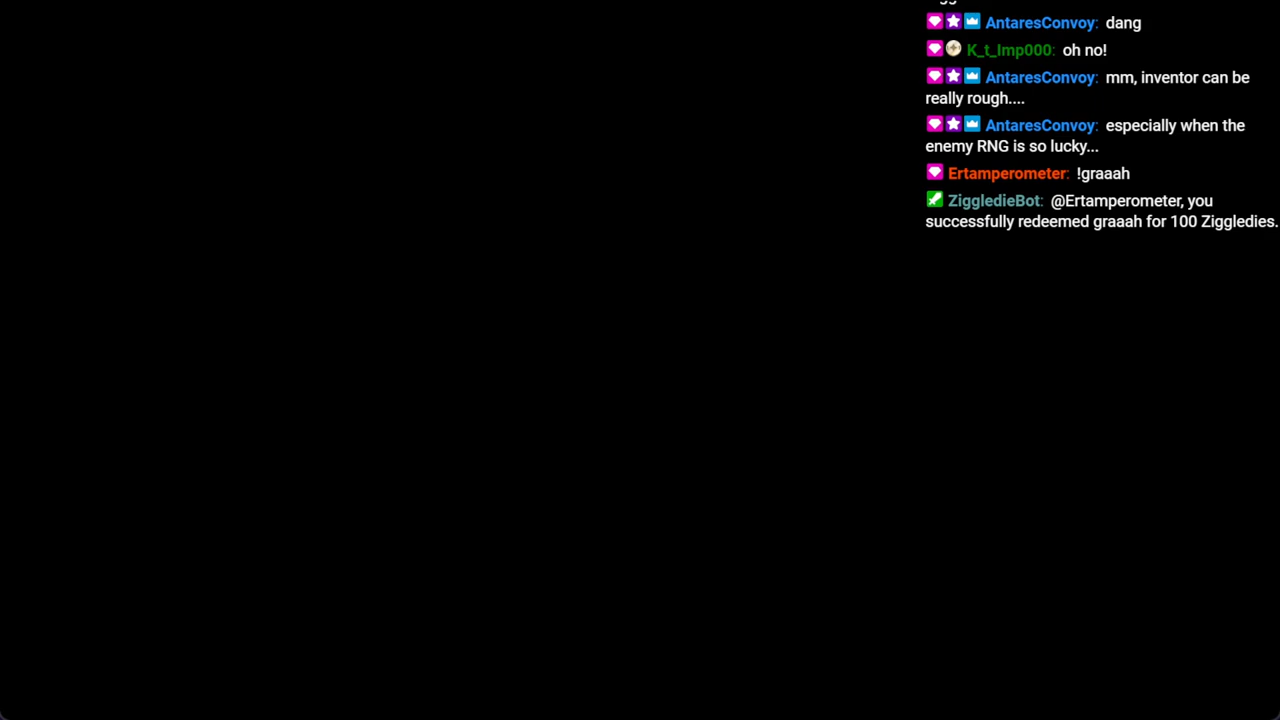 AntaresConvoy: dang
K_t_Imp000: oh no!
AntaresConvoy: mm, inventor can be
really rough....
AntaresConvoy: especially when the
enemy RNG is so lucky...
Ertamperometer: !graaah
ZiggledieBot: @Ertamperometer, you
successfully redeemed graaah for 100 Ziggledies.